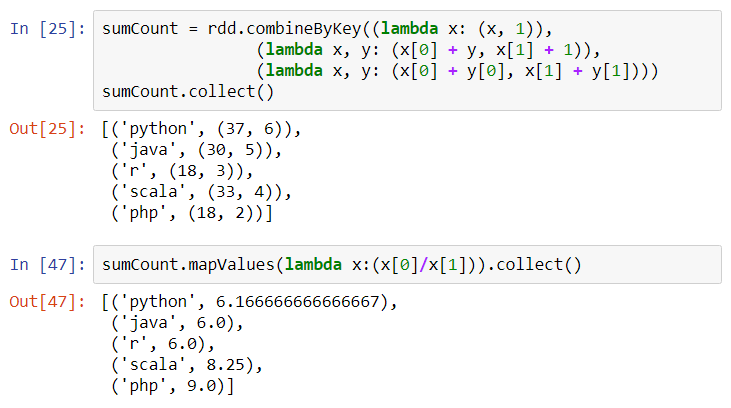 In [25]: sumCount = rdd.combineByKey((lambda x: (x, 1)),
(lambda x, y: (x[0] + y, x[1] + 1)),
(lambda x, y: (x[0] + y[0], x[1] + y[1])))
sumCount.collect()
Out[25]: [('python', (37, 6)),
('java', (30, 5)),
('r', (18, 3)),
('scala', (33, 4)),
('php', (18, 2))]
In [47]: sumCount.mapValues(lambda x:(x[0]/x[1])).collect()
Out[47]: [('python', 6.166666666666667),
('java', 6.0),
('r', 6.0),
('scala', 8.25),
('php', 9.0)]